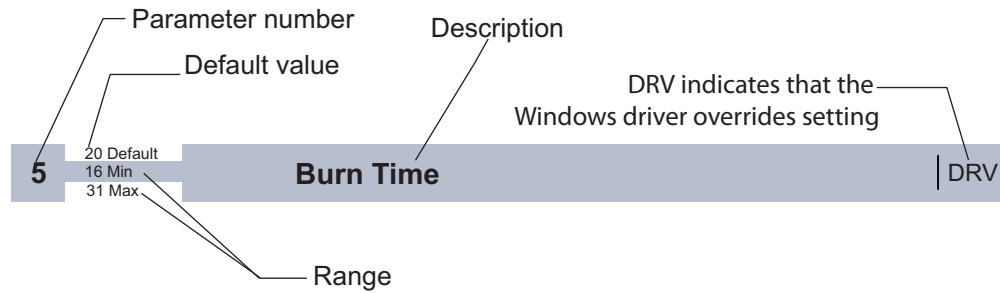 Parameter number
Description
Default value
DRV indicates that the
Windows driver overrides setting
5
20 Default
16 Min
31 Max
Burn Time
DRV
Range